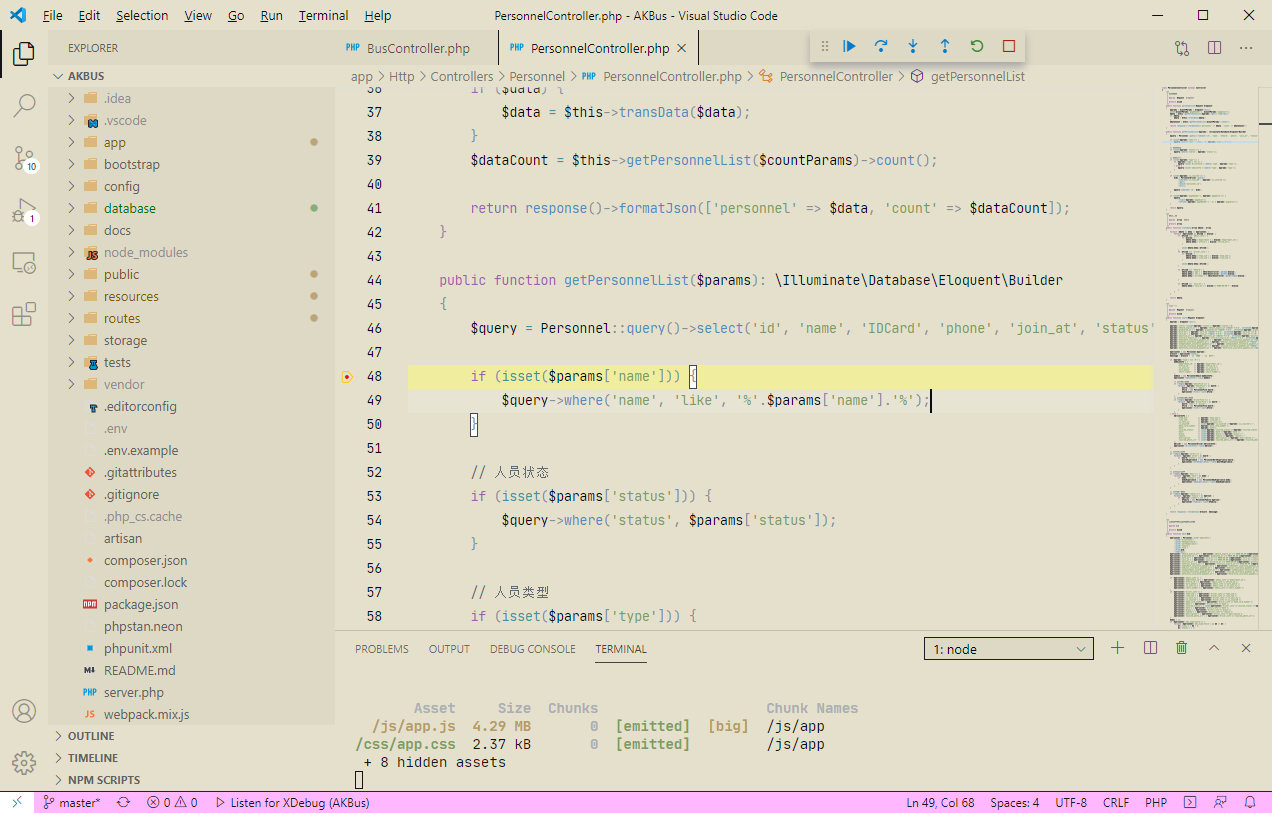 File Edit Selection View Go Run Terminal Help PersonnelController.php - AKBus - Visual Studio Code
EXPLORER
AKBUS
.idea
.vscode
app
bootstrap
config
database
docs
node_modules
public
resources
routes
storage
tests
vendor
.editorconfig
.env
.env.example
.gitattributes
.gitignore
.php_cs.cache
artisan
composer.json
composer.lock
package.json
phpstan.neon
phpunit.xml
README.md
server.php
webpack.mix.js
OUTLINE
TIMELINE
NPM SCRIPTS
10
1
PHP BusController.php PHP PersonnelController.php
app > Http > Controllers > Personnel > PHP PersonnelController.php > PersonnelController > getPersonnelList
36 if ($data) {
37 $data = $this->transData($data);
38 }
39 $dataCount = $this->getPersonnelList($countParams)->count();
40
41 return response()->formatJson(['personnel' => $data, 'count' => $dataCount]);
42 }
43
44 public function getPersonnelList($params): \Illuminate\Database\Eloquent\Builder
45 {
46 $query = Personnel::query()->select('id', 'name', 'IDCard', 'phone', 'join_at', 'status'
47
48 if (isset($params['name'])) {
49 $query->where('name', 'like', '%'.$params['name'].'%');
50 }
51
52 // 人员状态
53 if (isset($params['status'])) {
54 $query->where('status', $params['status']);
55 }
56
57 // 人员类型
58 if (isset($params['type'])) {
PROBLEMS OUTPUT DEBUG CONSOLE TERMINAL 1: node
Asset Size Chunks Chunk Names
/js/app.js 4.29 MB 0 [emitted] [big] /js/app
/css/app.css 2.37 kB 0 [emitted] /js/app
+ 8 hidden assets
master* 0 0 Listen for XDebug (AKBus) Ln 49, Col 68 Spaces: 4 UTF-8 CRLF PHP